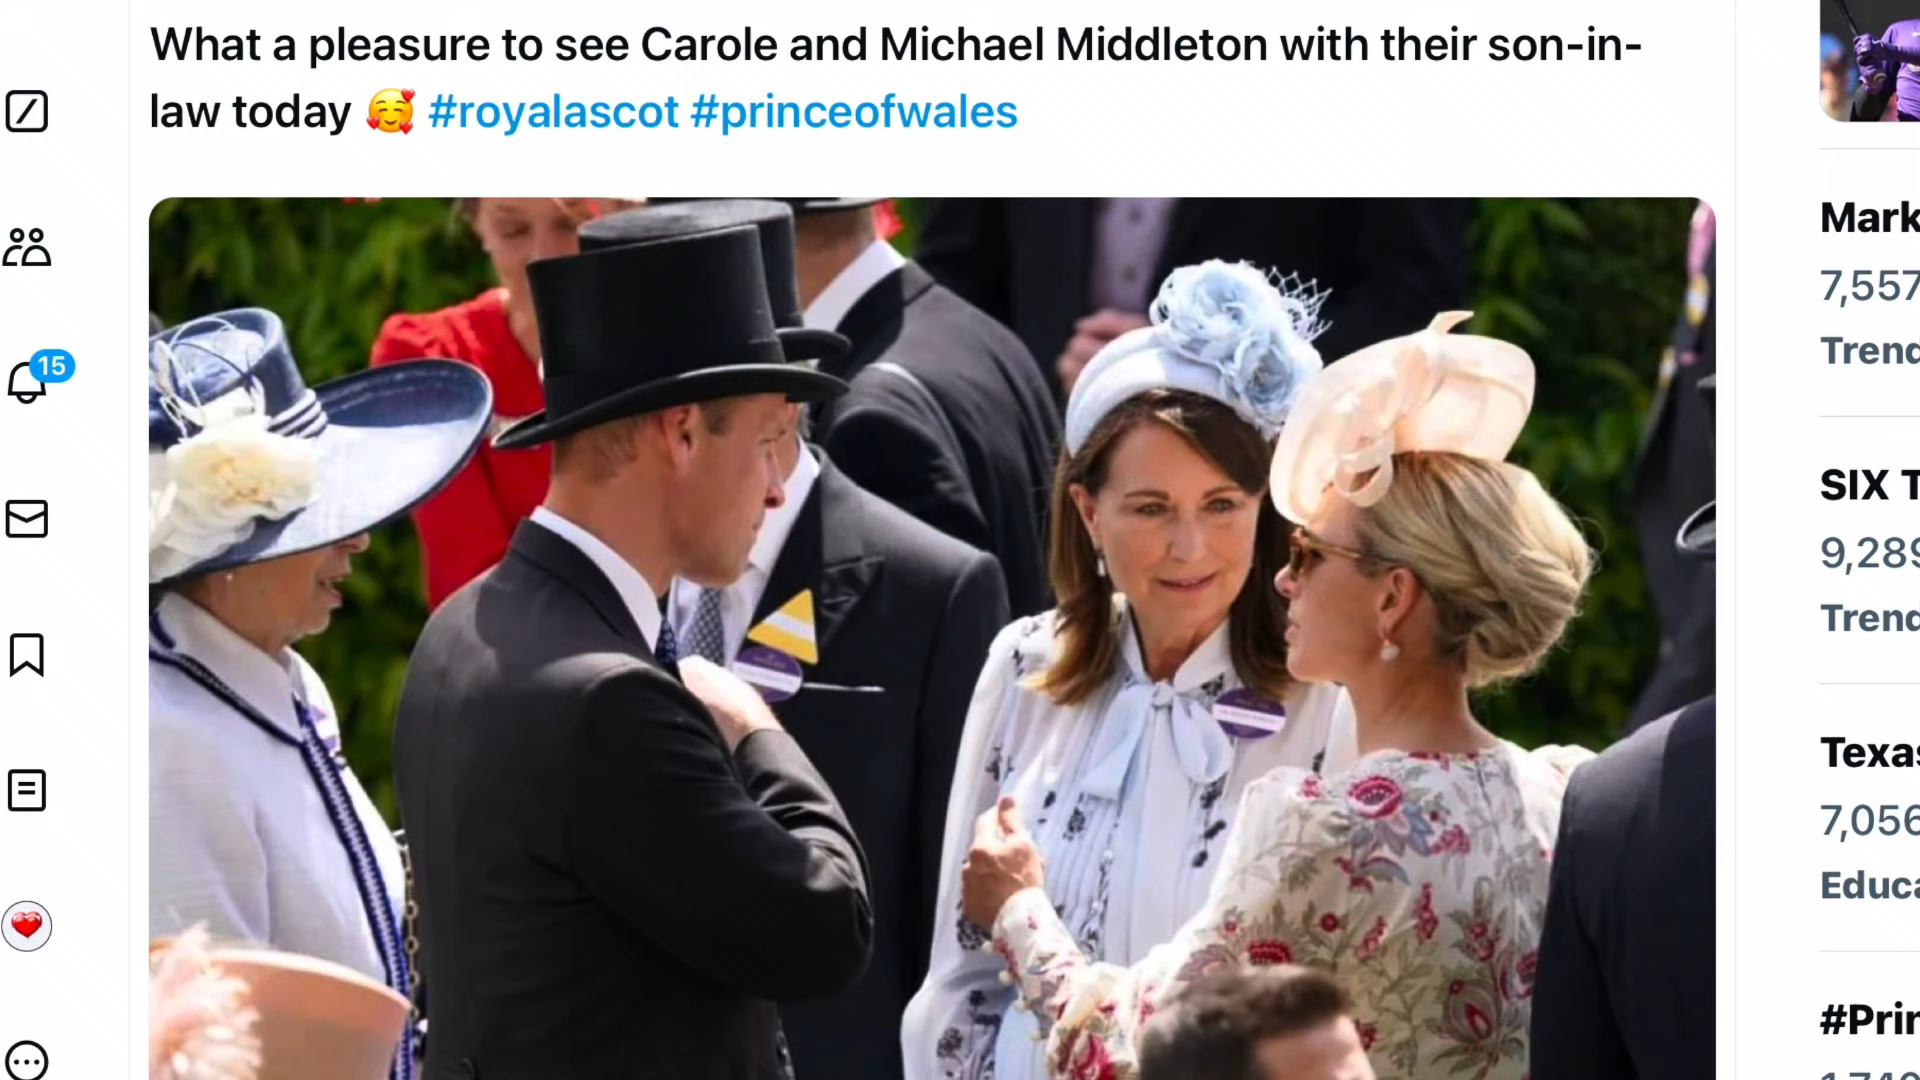 What a pleasure to see Carole and Michael Middleton with their son-in-
law today 🥰 #royalascot #princeofwales
15
Mark
7,557
Trend
SIX T
9,289
Trend
Texas
7,056
Educa
#Prin